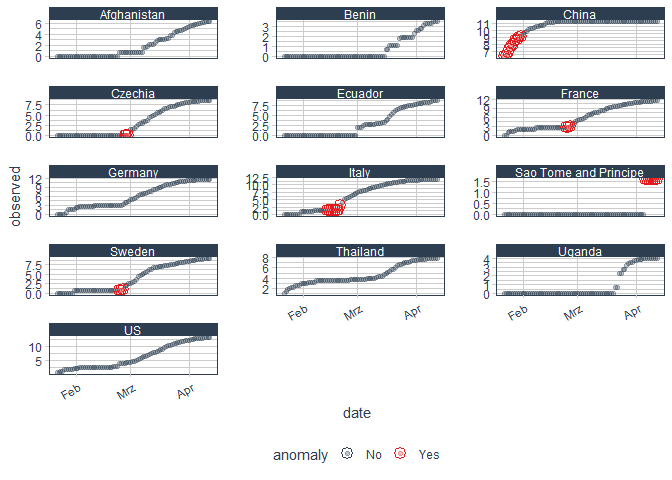 Afghanistan
6
4
2
0
Benin
3
2
1
0
China
11
10
9
8
7
Czechia
7.5
5.0
2.5
0.0
Ecuador
7.5
5.0
2.5
0.0
France
12
9
6
3
0
Germany
12
9
6
3
0
Italy
12.5
10.0
7.5
5.0
2.5
0.0
Sao Tome and Principe
1.5
1.0
0.5
0.0
Sweden
7.5
5.0
2.5
0.0
Thailand
8
6
4
2
Feb
Mrz
Apr
Uganda
4
3
2
1
0
Feb
Mrz
Apr
US
10
5
Feb
Mrz
Apr
observed
date
anomaly No Yes